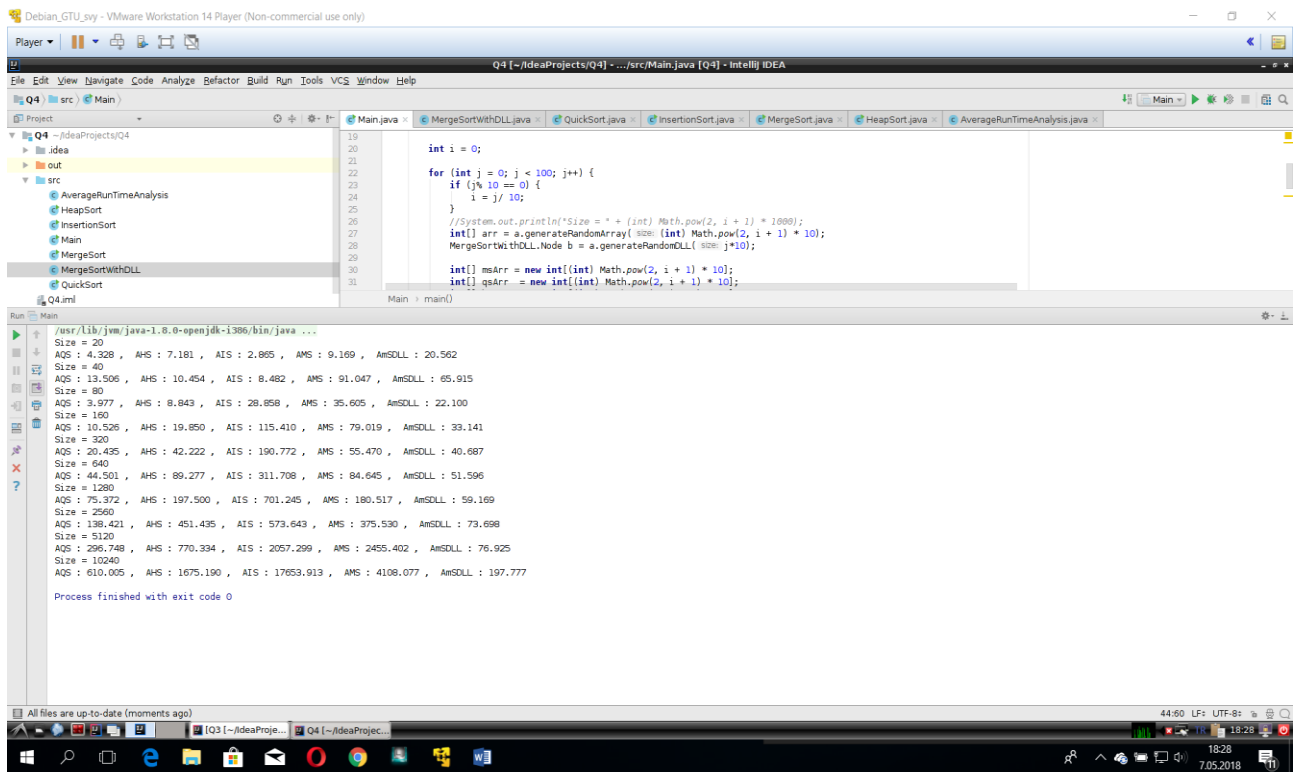 Debian_GTU_svy - VMware Workstation 14 Player (Non-commercial use only)
Player
Q4 [~/IdeaProjects/Q4] - .../src/Main.java [Q4] - IntelliJ IDEA
File Edit View Navigate Code Analyze Refactor Build Run Tools VCS Window Help
Q4 src Main
Main
Project
Main.java MergeSortWithDLL.java QuickSort.java InsertionSort.java MergeSort.java HeapSort.java AverageRunTimeAnalysis.java
Q4 ~/IdeaProjects/Q4
.idea
out
src
AverageRunTimeAnalysis
HeapSort
InsertionSort
Main
MergeSort
MergeSortWithDLL
QuickSort
Q4.iml
19
20 int i = 0;
21
22 for (int j = 0; j < 100; j++) {
23 if (j% 10 == 0) {
24 i = j/ 10;
25 }
26 //System.out.println("Size = " + (int) Math.pow(2, i + 1) * 1000);
27 int[] arr = a.generateRandomArray( size: (int) Math.pow(2, i + 1) * 10);
28 MergeSortWithDLL.Node b = a.generateRandomDLL( size: j*10);
29
30 int[] msArr = new int[(int) Math.pow(2, i + 1) * 10];
31 int[] qsArr = new int[(int) Math.pow(2, i + 1) * 10];
Main main()
Run Main
/usr/lib/jvm/java-1.8.0-openjdk-i386/bin/java ...
Size = 20
AQS : 4.328 , AHS : 7.181 , AIS : 2.865 , AMS : 9.169 , AmSDLL : 20.562
Size = 40
AQS : 13.506 , AHS : 10.454 , AIS : 8.482 , AMS : 91.047 , AmSDLL : 65.915
Size = 80
AQS : 3.977 , AHS : 8.843 , AIS : 28.858 , AMS : 35.605 , AmSDLL : 22.100
Size = 160
AQS : 10.526 , AHS : 19.850 , AIS : 115.410 , AMS : 79.019 , AmSDLL : 33.141
Size = 320
AQS : 20.435 , AHS : 42.222 , AIS : 190.772 , AMS : 55.470 , AmSDLL : 40.687
Size = 640
AQS : 44.501 , AHS : 89.277 , AIS : 311.708 , AMS : 84.645 , AmSDLL : 51.596
Size = 1280
AQS : 75.372 , AHS : 197.500 , AIS : 701.245 , AMS : 180.517 , AmSDLL : 59.169
Size = 2560
AQS : 138.421 , AHS : 451.435 , AIS : 573.643 , AMS : 375.530 , AmSDLL : 73.698
Size = 5120
AQS : 296.748 , AHS : 770.334 , AIS : 2057.299 , AMS : 2455.402 , AmSDLL : 76.925
Size = 10240
AQS : 610.005 , AHS : 1675.190 , AIS : 17653.913 , AMS : 4108.077 , AmSDLL : 197.777
Process finished with exit code 0
All files are up-to-date (moments ago)
44:60 LF: UTF-8:
[Q3 [~/IdeaProje... Q4 [~/IdeaProjec...
TR 18:28
18:28
7.05.2018
11